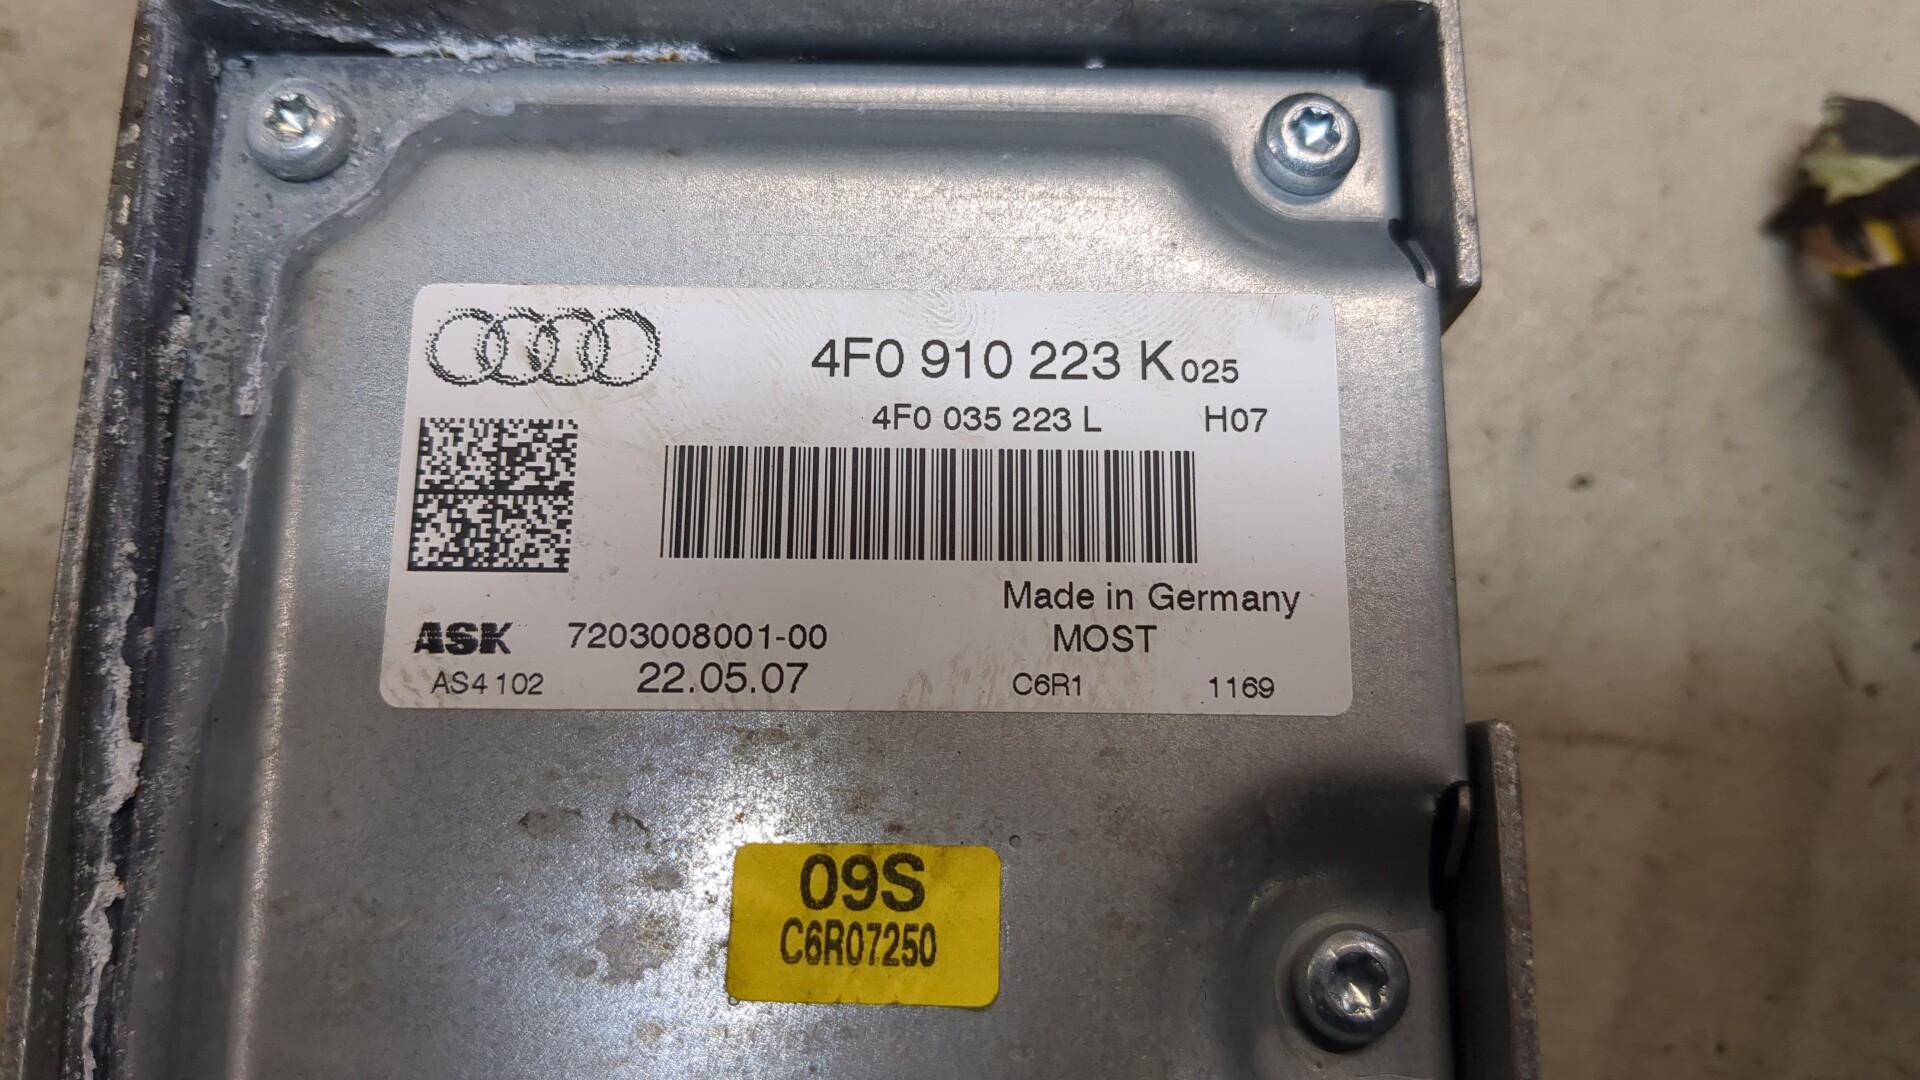 4F0 910 223 K 025
4F0 035 223 L H07
Made in Germany
ASK 7203008001-00 MOST
AS4 102 22.05.07 C6R1 1169
09S
C6R07250